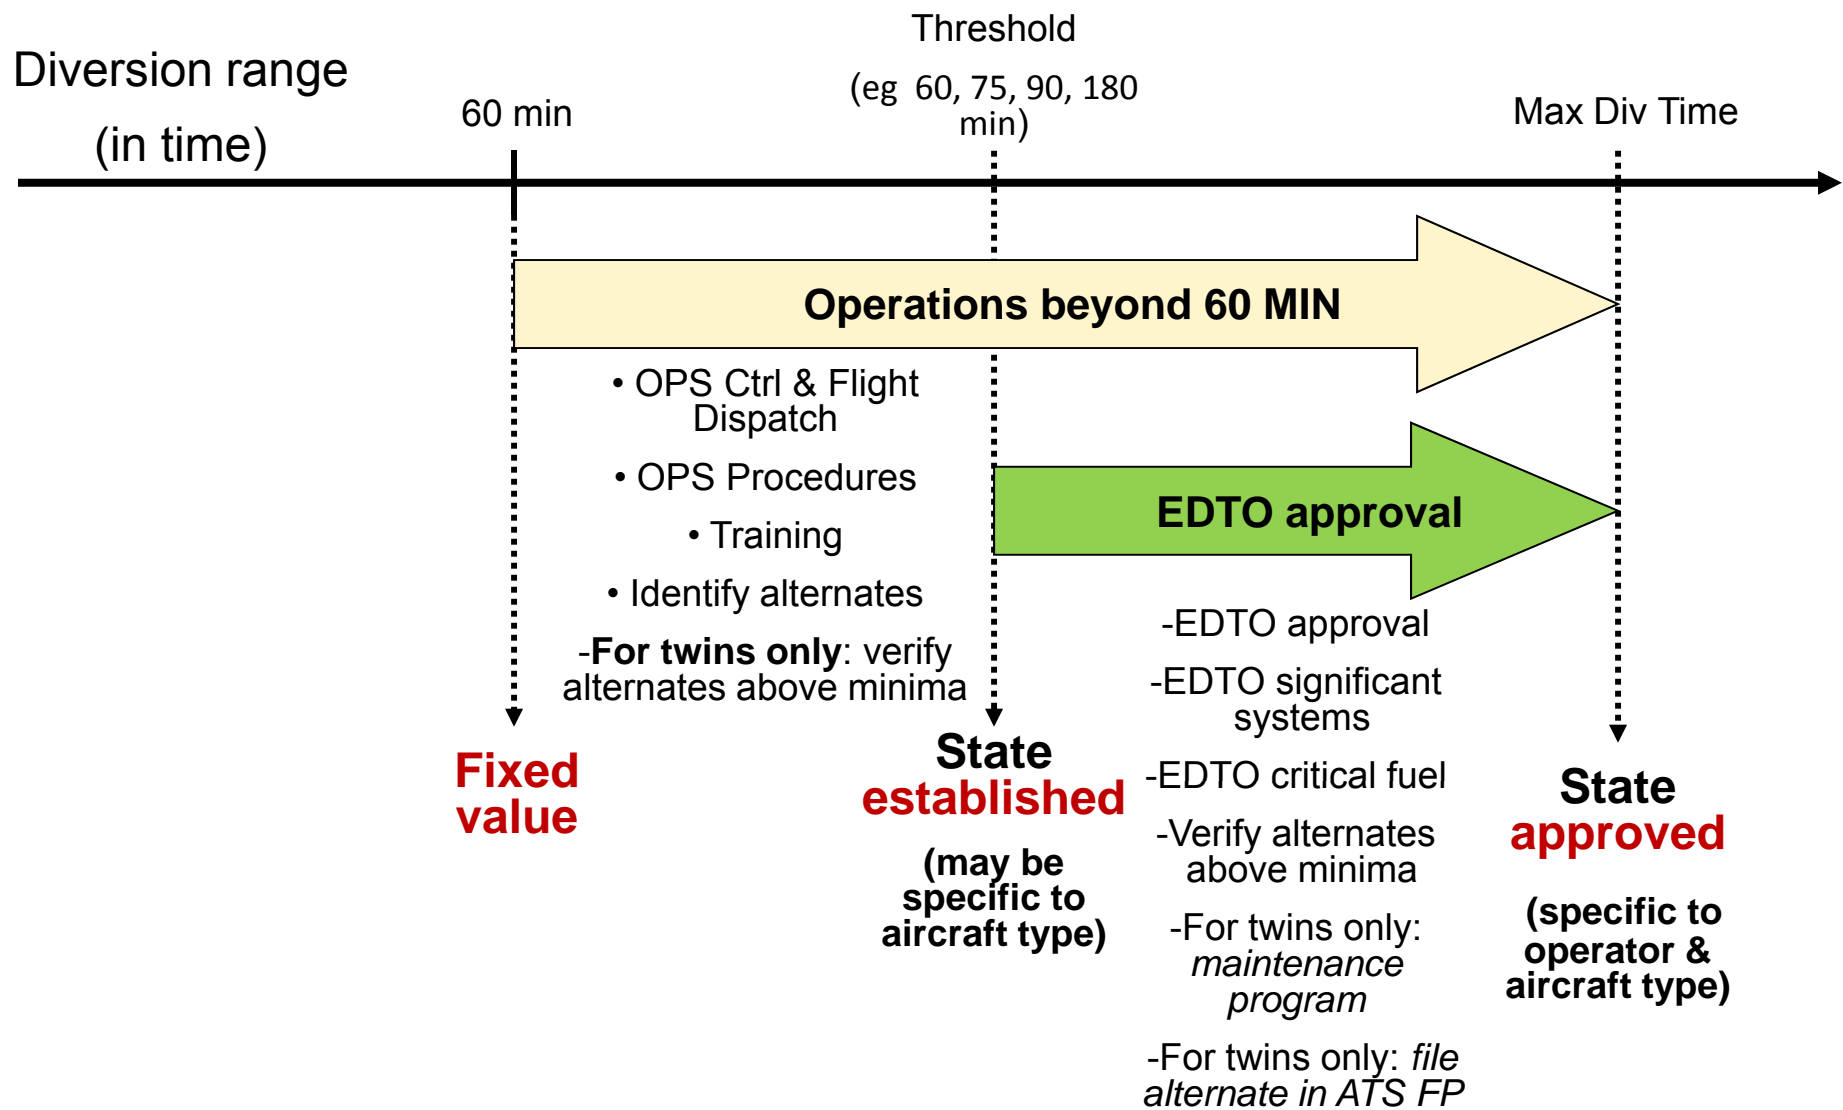 Diversion range
(in time)
60 min
Threshold
(eg 60, 75, 90, 180
min)
Max Div Time
Operations beyond 60 MIN
• OPS Ctrl & Flight
Dispatch
• OPS Procedures
• Training
• Identify alternates
-For twins only: verify
alternates above minima
EDTO approval
-EDTO approval
-EDTO significant
systems
-EDTO critical fuel
-Verify alternates
above minima
-For twins only:
maintenance
program
-For twins only: file
alternate in ATS FP
Fixed
value
State
established
(may be
specific to
aircraft type)
State
approved
(specific to
operator &
aircraft type)